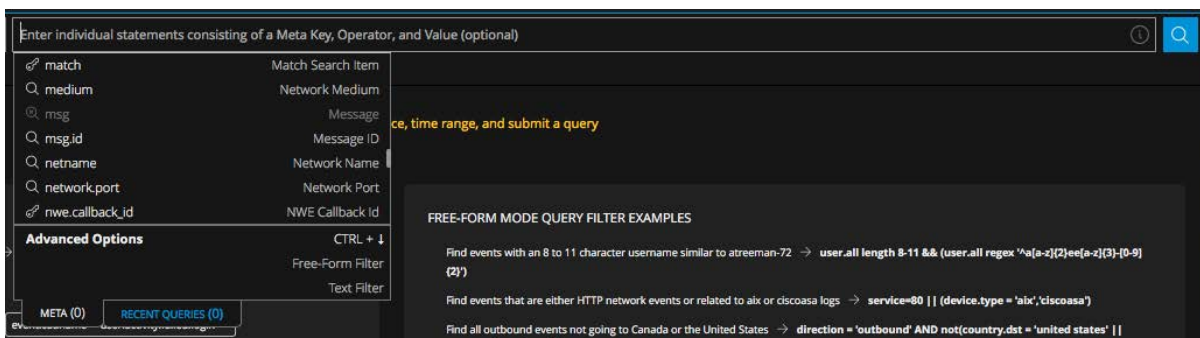 Enter individual statements consisting of a Meta Key, Operator, and Value (optional)
match Match Search Item
medium Network Medium
msg Message
msg.id Message ID
netname Network Name
network.port Network Port
nwe.callback_id NWE Callback Id
Advanced Options CTRL + ↓
Free-Form Filter
Text Filter
META (0) RECENT QUERIES (0)
ce, time range, and submit a query
FREE-FORM MODE QUERY FILTER EXAMPLES
Find events with an 8 to 11 character username similar to atreeman-72 → user.all length 8-11 && (user.all regex '^a[a-z]{2}ee[a-z]{3}-[0-9]
{2}')
Find events that are either HTTP network events or related to aix or ciscoasa logs → service=80 || (device.type = 'aix','ciscoasa')
Find all outbound events not going to Canada or the United States → direction = 'outbound' AND not(country.dst = 'united states' ||